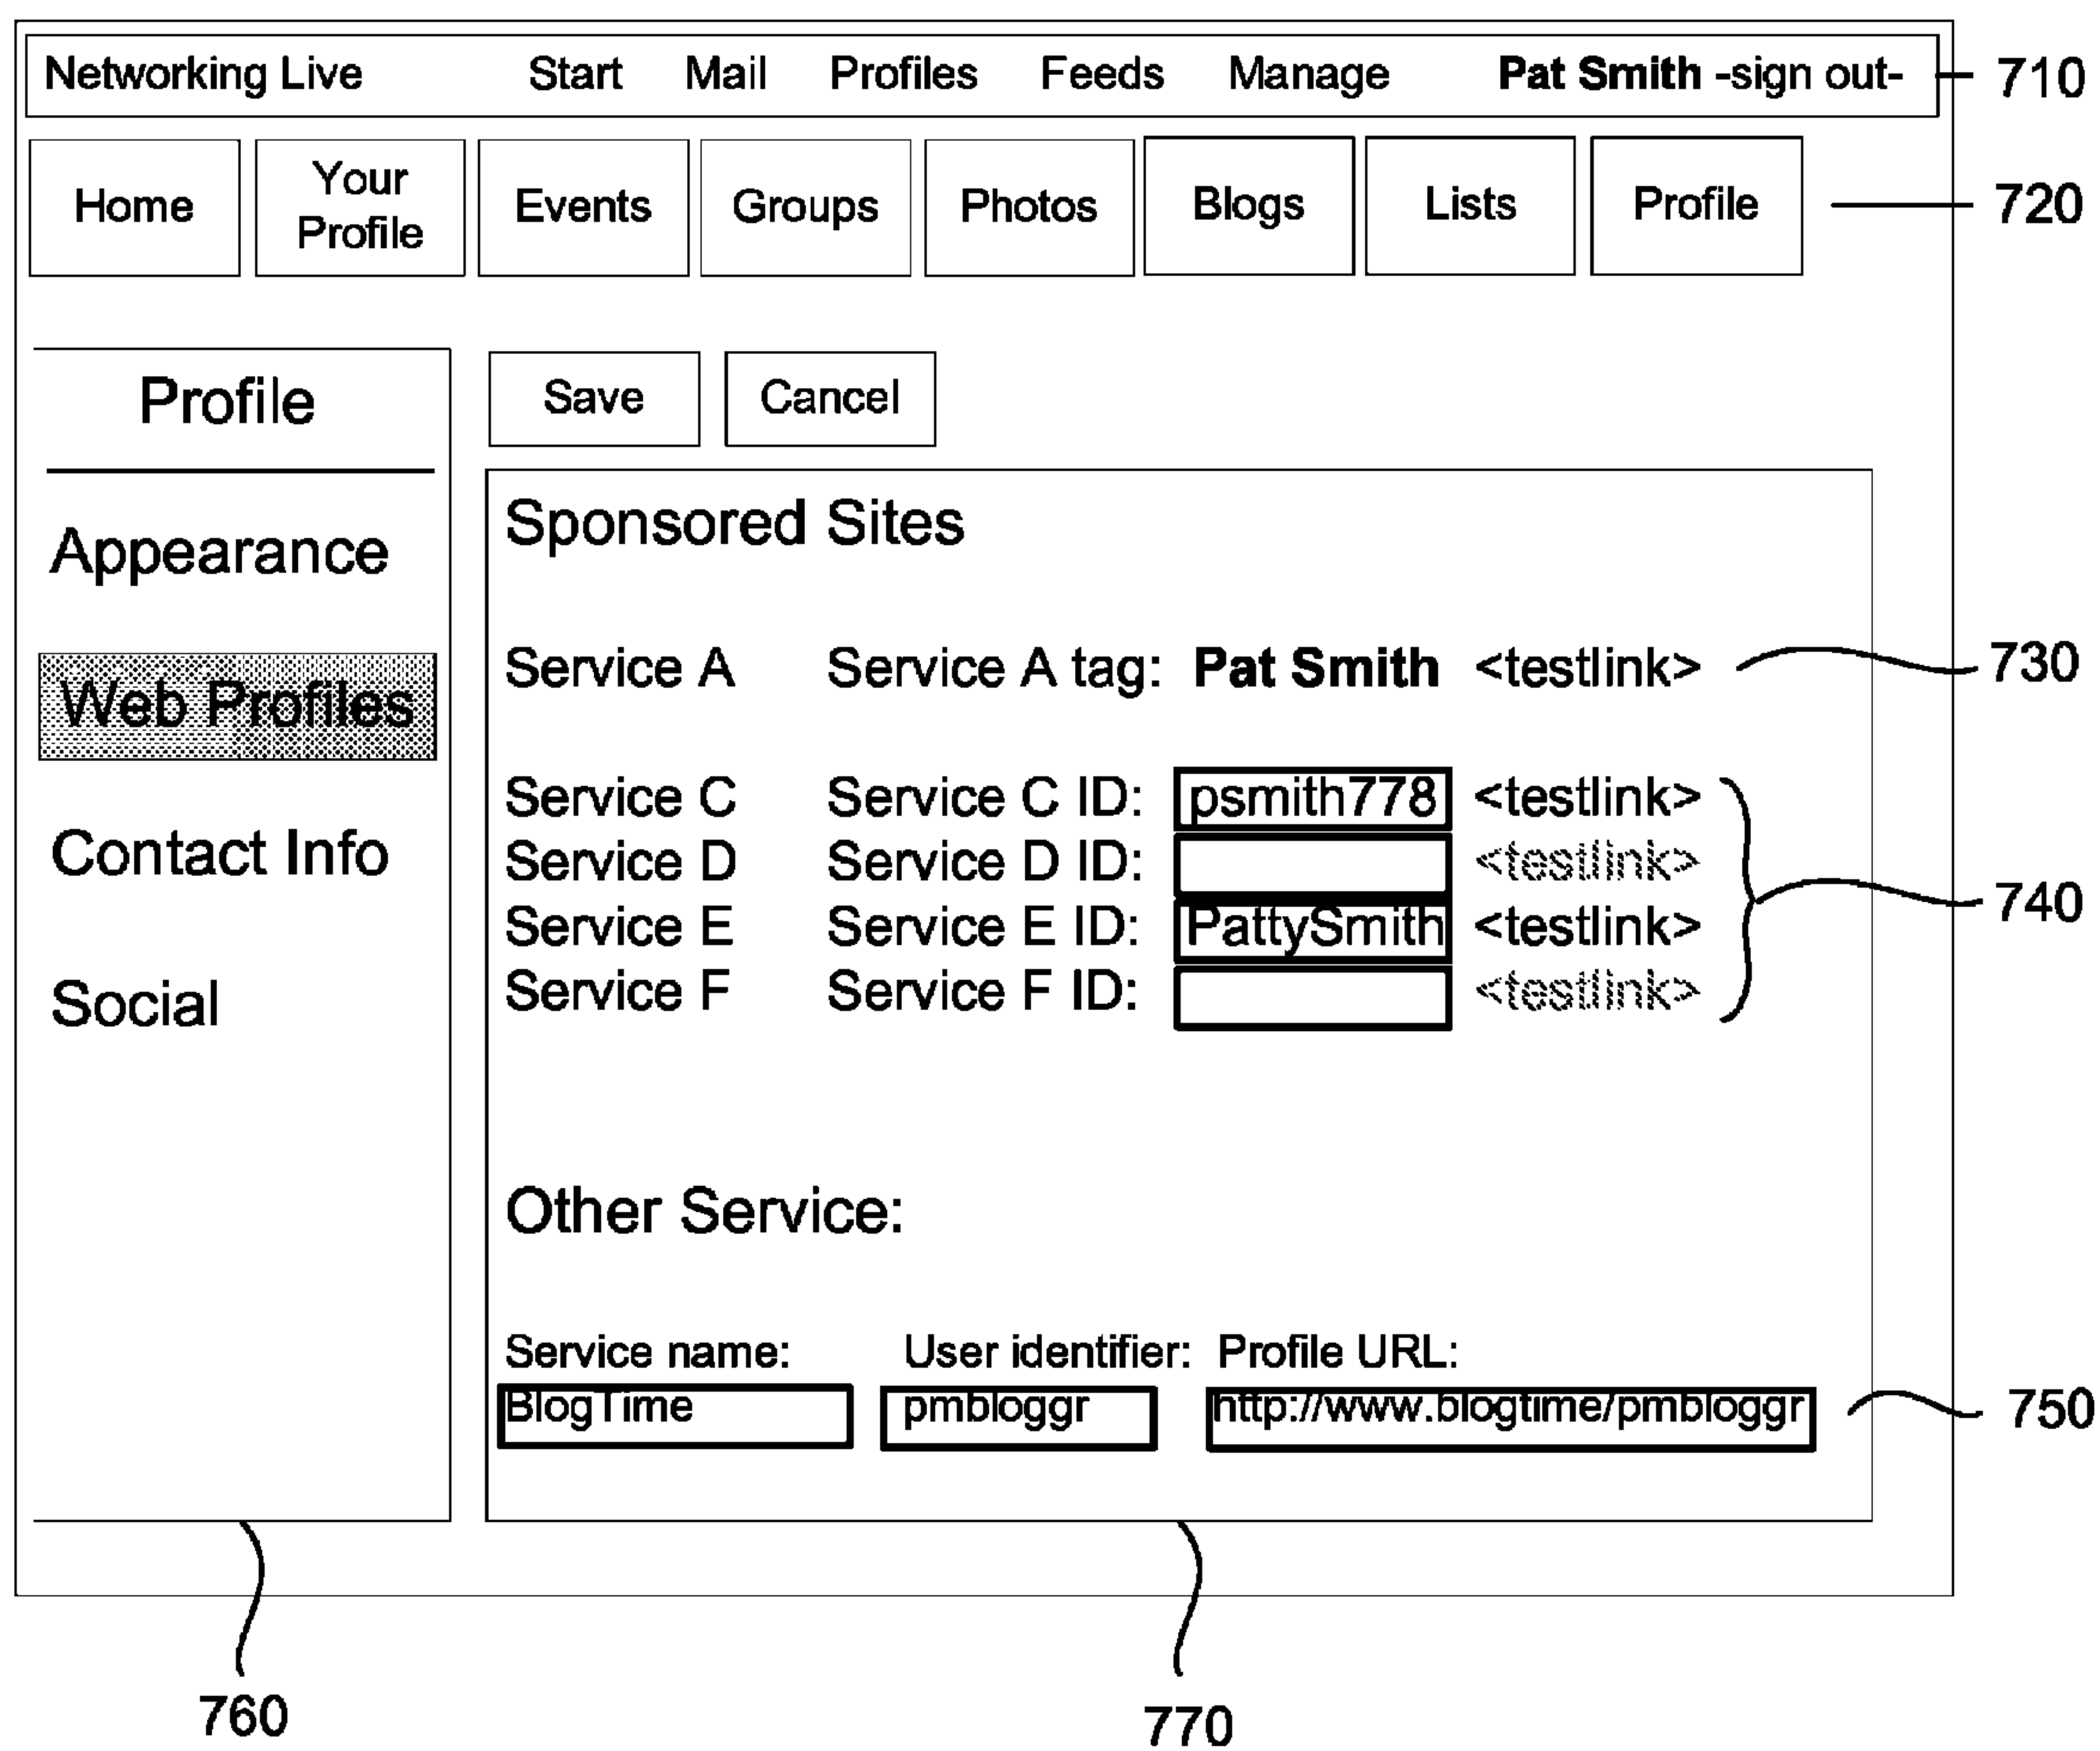 Networking Live Start Mail Profiles Feeds Manage Pat Smith -sign out- 710
Home Your Profile Events Groups Photos Blogs Lists Profile 720
Profile
Appearance
Web Profiles
Contact Info
Social
Save Cancel
Sponsored Sites
Service A Service A tag: Pat Smith <testlink> 730
Service C Service C ID: psmith778 <testlink>
Service D Service D ID: <testlink>
740
Service E Service E ID: PattySmith <testlink>
Service F Service F ID: <testlink>
Other Service:
Service name: User identifier: Profile URL:
BlogTime pmbloggr http://www.blogtime/pmbloggr 750
760 770